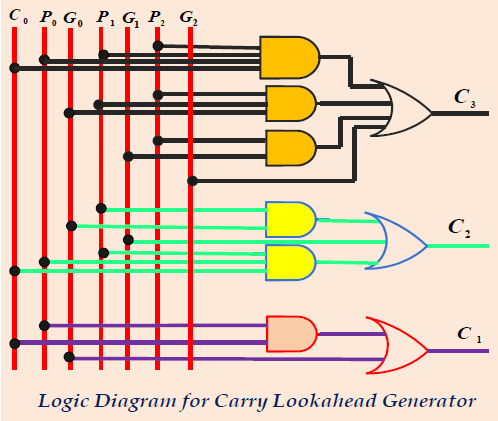 C₀ P₀ G₀ P₁ G₁ P₂ G₂
C₃
C₂
C₁
Logic Diagram for Carry Lookahead Generator